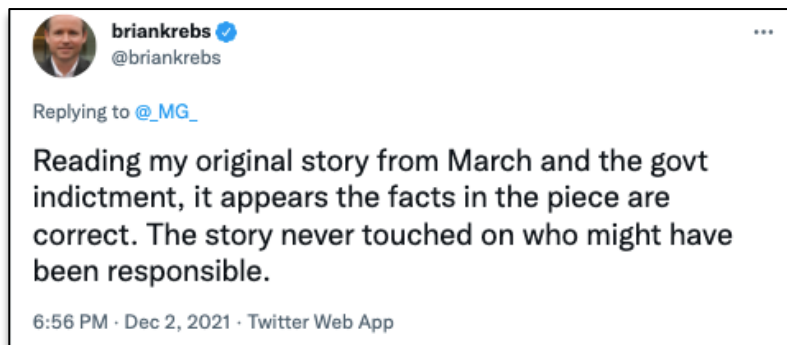 briankrebs
@briankrebs
Replying to @_MG_
Reading my original story from March and the govt
indictment, it appears the facts in the piece are
correct. The story never touched on who might have
been responsible.
6:56 PM · Dec 2, 2021 · Twitter Web App